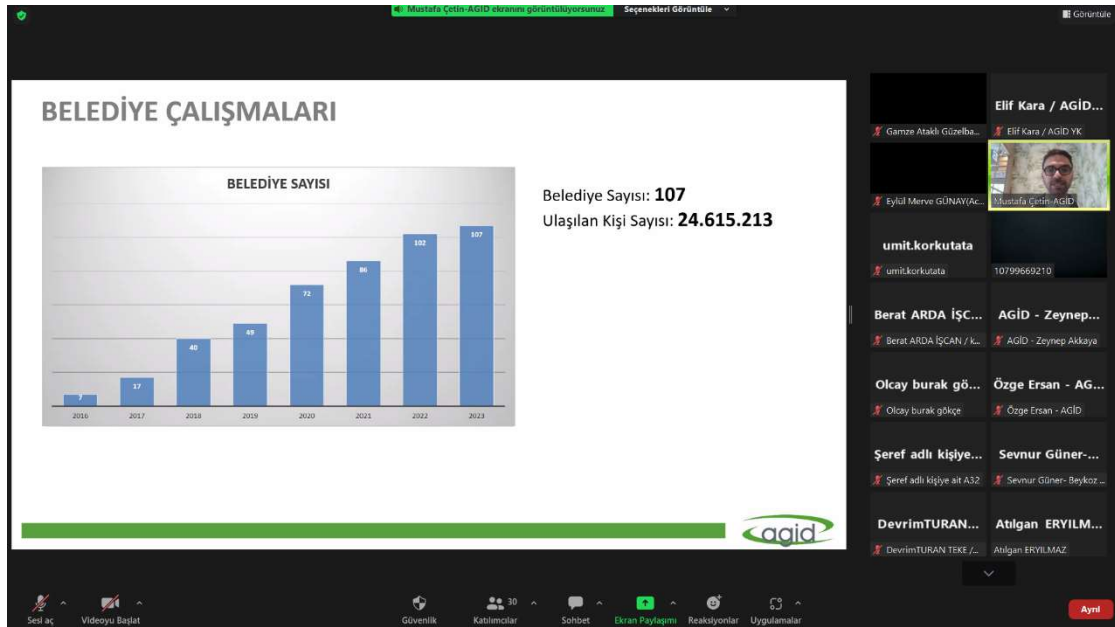 Mustafa Çetin-AGİD ekranını görüntülüyorsunuz
Seçenekleri Görüntüle
Görüntüle
BELEDİYE ÇALIŞMALARI
BELEDİYE SAYISI
7
17
40
49
72
86
102
107
2016
2017
2018
2019
2020
2021
2022
2023
Belediye Sayısı: 107
Ulaşılan Kişi Sayısı: 24.615.213
agid
Gamze Ataklı Güzelba...
Elif Kara / AGİD...
Elif Kara / AGİD YK
Eylül Merve GÜNAY(Ac...
Mustafa Çetin-AGİD
umit.korkutata
umit.korkutata
10799669210
Berat ARDA İŞC...
Berat ARDA İŞCAN / k...
AGİD - Zeynep...
AGİD - Zeynep Akkaya
Olcay burak gö...
Olcay burak gökçe
Özge Ersan - AG...
Özge Ersan - AGİD
Şeref adlı kişiye...
Şeref adlı kişiye ait A32
Sevnur Güner-...
Sevnur Güner- Beykoz ...
DevrimTURAN...
DevrimTURAN TEKE /...
Atılgan ERYILM...
Atılgan ERYILMAZ
Sesi aç
Videoyu Başlat
Güvenlik
30
Katılımcılar
Sohbet
Ekran Paylaşımı
Reaksiyonlar
Uygulamalar
Ayrıl